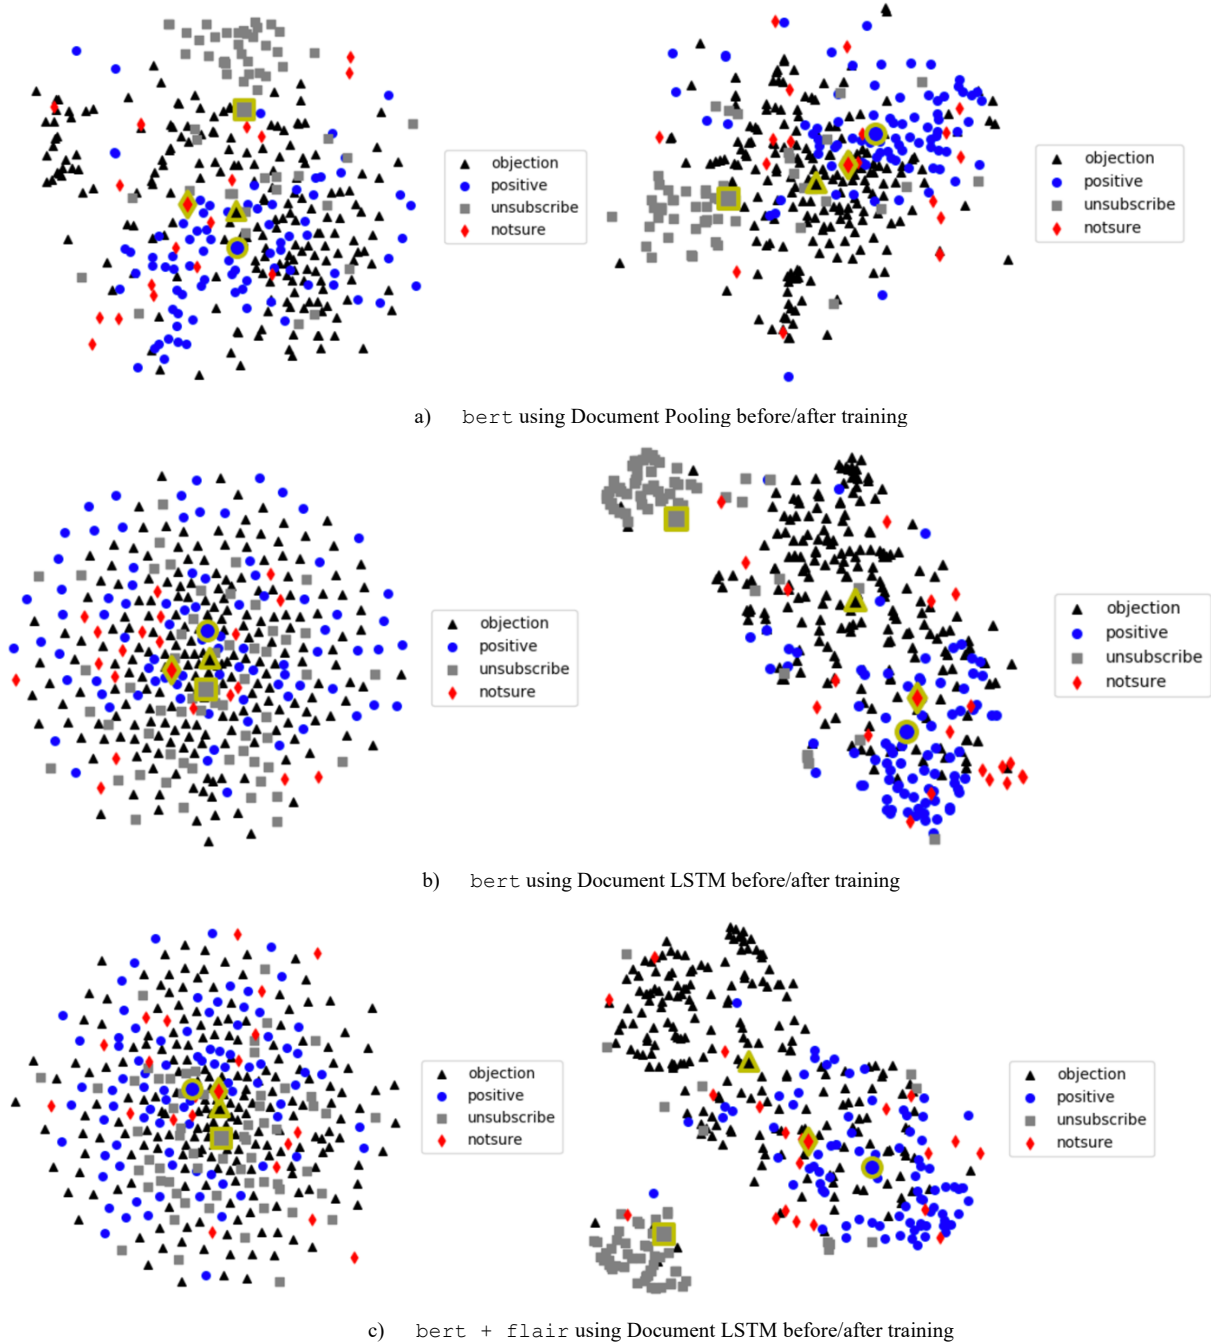 objection
positive
unsubscribe
notsure
objection
positive
unsubscribe
notsure
a) bert using Document Pooling before/after training
objection
positive
unsubscribe
notsure
objection
positive
unsubscribe
notsure
b) bert using Document LSTM before/after training
objection
positive
unsubscribe
notsure
objection
positive
unsubscribe
notsure
c) bert + flair using Document LSTM before/after training